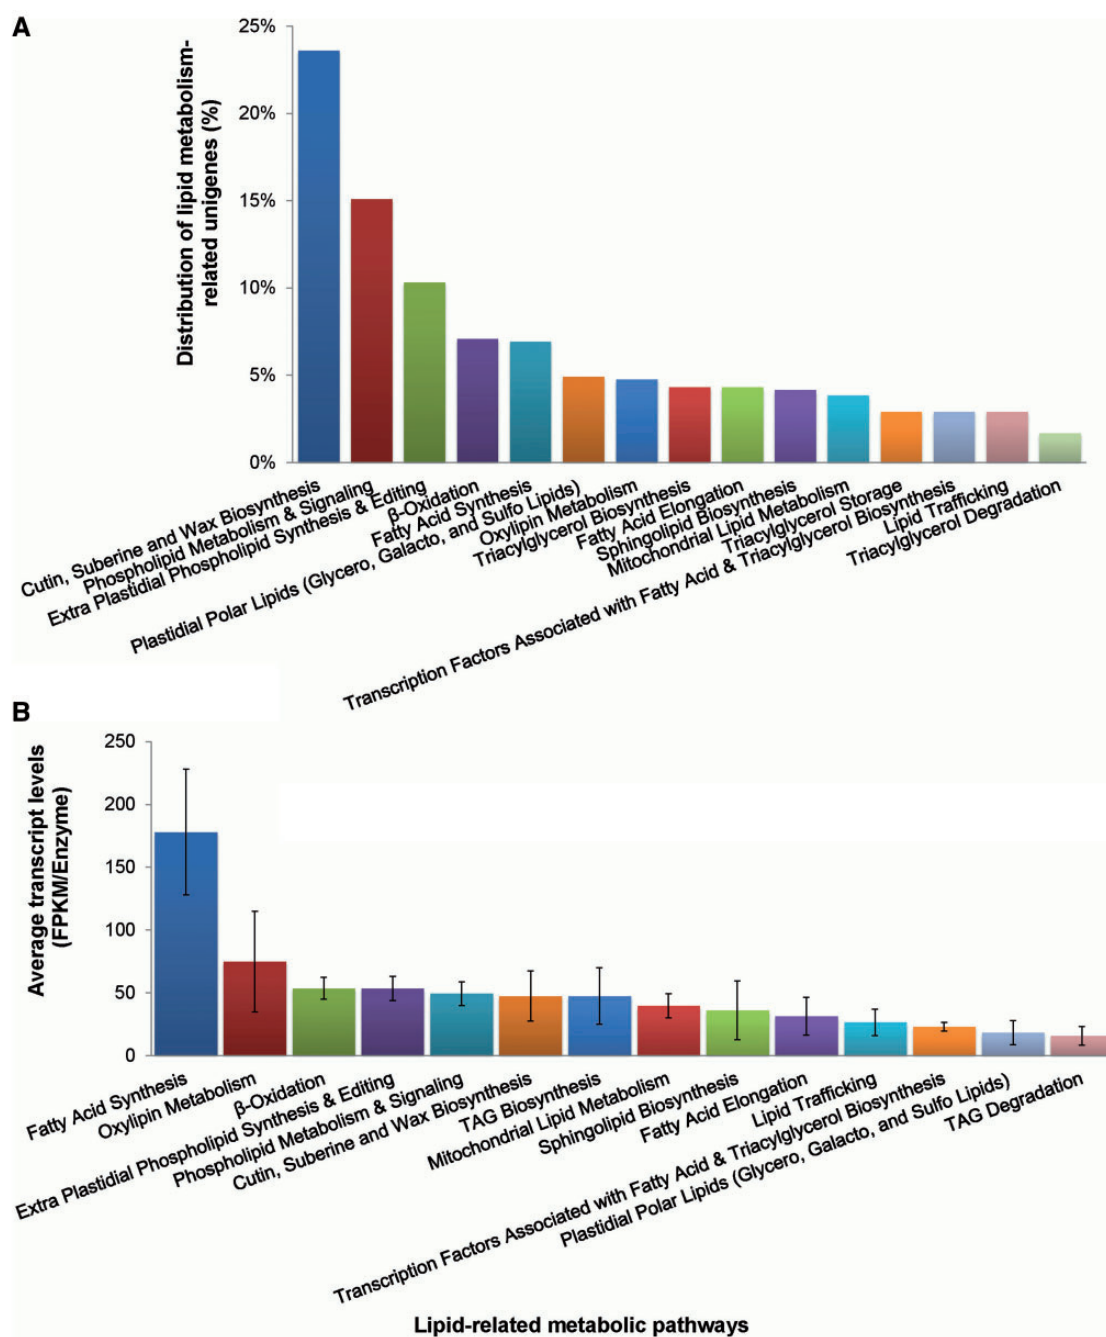 A
Distribution of lipid metabolism-
related unigenes (%)
25%
20%
15%
10%
5%
0%
Cutin, Suberine and Wax Biosynthesis
Phospholipid Metabolism & Signaling
Extra Plastidial Phospholipid Synthesis & Editing
β-Oxidation
Fatty Acid Synthesis
Plastidial Polar Lipids (Glycero, Galacto, and Sulfo Lipids)
Oxylipin Metabolism
Triacylglycerol Biosynthesis
Fatty Acid Elongation
Sphingolipid Biosynthesis
Mitochondrial Lipid Metabolism
Triacylglycerol Storage
Transcription Factors Associated with Fatty Acid & Triacylglycerol Biosynthesis
Lipid Trafficking
Triacylglycerol Degradation
B
Average transcript levels
(FPKM/Enzyme)
250
200
150
100
50
0
Fatty Acid Synthesis
Oxylipin Metabolism
β-Oxidation
Extra Plastidial Phospholipid Synthesis & Editing
Phospholipid Metabolism & Signaling
Cutin, Suberine and Wax Biosynthesis
TAG Biosynthesis
Mitochondrial Lipid Metabolism
Sphingolipid Biosynthesis
Fatty Acid Elongation
Lipid Trafficking
Transcription Factors Associated with Fatty Acid & Triacylglycerol Biosynthesis
Plastidial Polar Lipids (Glycero, Galacto, and Sulfo Lipids)
TAG Degradation
Lipid-related metabolic pathways